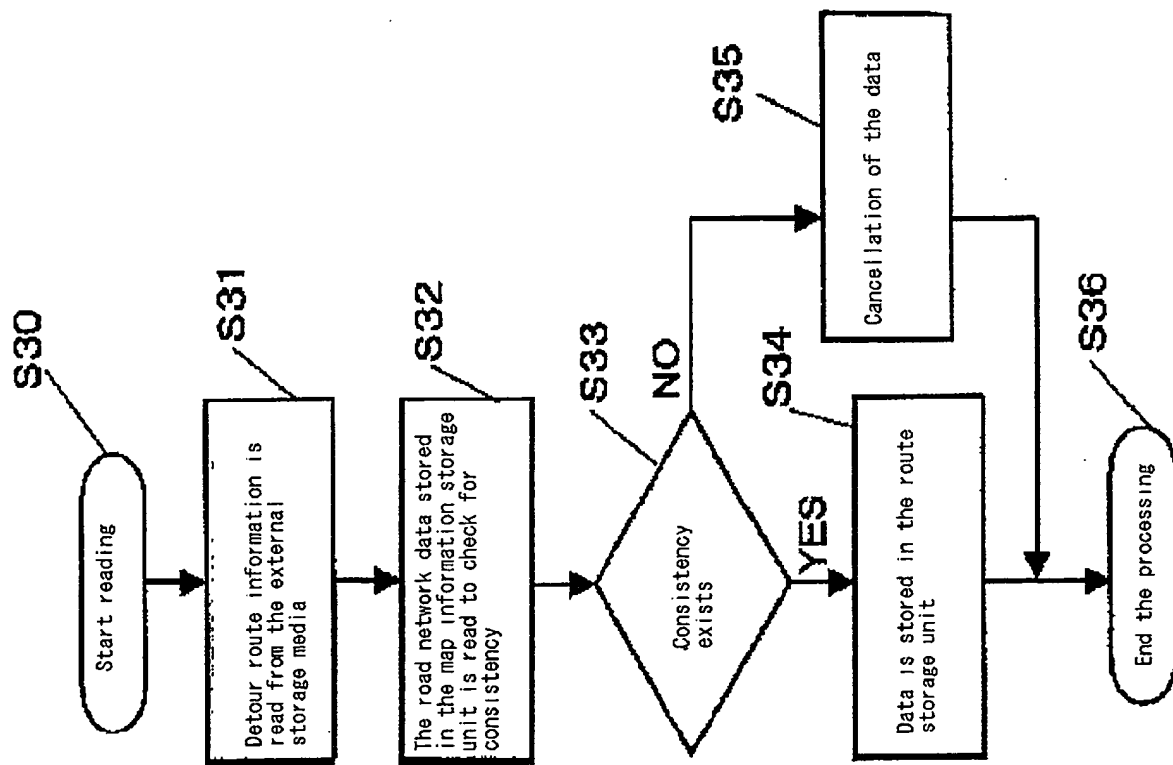 S30
Start reading
S31
Detour route information is
read from the external
storage media
S32
The road network data stored
in the map information storage
unit is read to check for
consistency
S33
Consistency
exists
NO
YES
S34
Data is stored in the route
storage unit
S35
Cancellation of the data
S36
End the processing